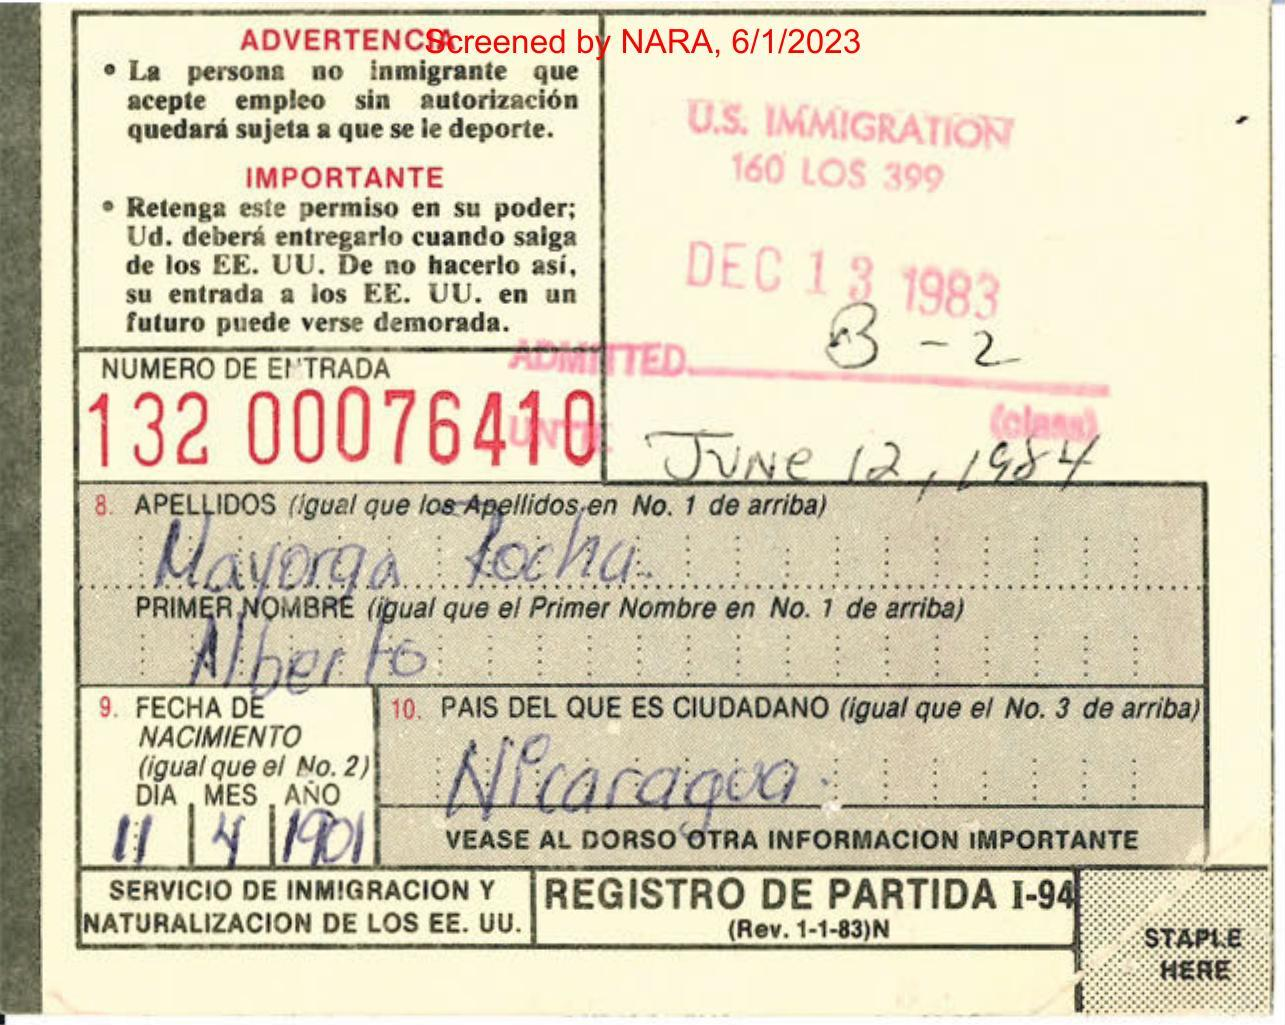 Screened by NARA, 6/1/2023
ADVERTENCIA
• La persona no inmigrante que
acepte empleo sin autorización
quedará sujeta a que se le deporte.
IMPORTANTE
• Retenga este permiso en su poder;
Ud. deberá entregarlo cuando salga
de los EE. UU. De no hacerlo así,
su entrada a los EE. UU. en un
futuro puede verse demorada.
U.S. IMMIGRATION
160 LOS 399
DEC 13 1983
B-2
ADMITTED
(class)
UNTIL
JUNE 12, 1984
NUMERO DE ENTRADA
132 00076410
8. APELLIDOS (igual que los Apellidos en No. 1 de arriba)
Mayorga Rocha.
PRIMER NOMBRE (igual que el Primer Nombre en No. 1 de arriba)
Alberto
9. FECHA DE
NACIMIENTO
(igual que el No. 2)
DIA MES AÑO
11 4 1901
10. PAIS DEL QUE ES CIUDADANO (igual que el No. 3 de arriba)
Nicaragua.
VEASE AL DORSO OTRA INFORMACION IMPORTANTE
SERVICIO DE INMIGRACION Y
NATURALIZACION DE LOS EE. UU.
REGISTRO DE PARTIDA I-94
(Rev. 1-1-83)N
STAPLE
HERE